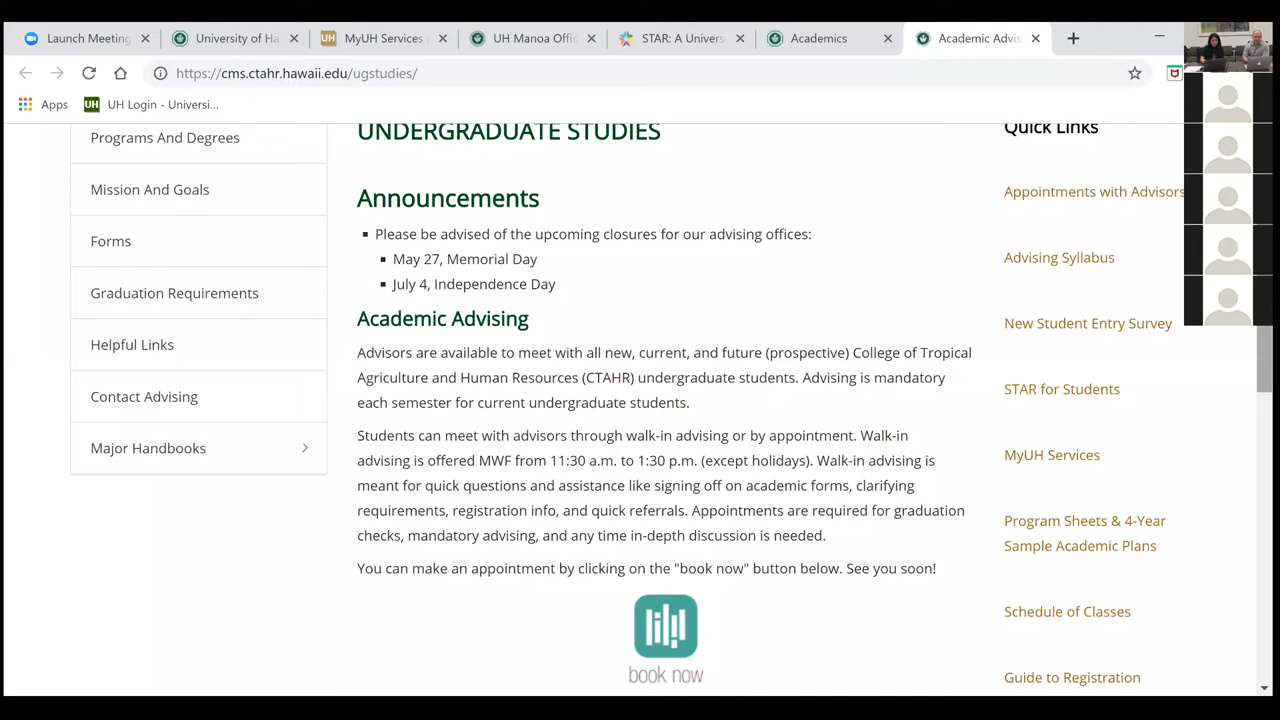 Launch Meeting
University of Ha
MyUH Services
UH Manoa Offic
STAR: A Univers
Academics
Academic Advis
https://cms.ctahr.hawaii.edu/ugstudies/
Apps
UH
UH Login - Universi...
Programs And Degrees
Mission And Goals
Forms
Graduation Requirements
Helpful Links
Contact Advising
Major Handbooks
UNDERGRADUATE STUDIES
Announcements
Please be advised of the upcoming closures for our advising offices:
May 27, Memorial Day
July 4, Independence Day
Academic Advising
Advisors are available to meet with all new, current, and future (prospective) College of Tropical
Agriculture and Human Resources (CTAHR) undergraduate students. Advising is mandatory
each semester for current undergraduate students.
Students can meet with advisors through walk-in advising or by appointment. Walk-in
advising is offered MWF from 11:30 a.m. to 1:30 p.m. (except holidays). Walk-in advising is
meant for quick questions and assistance like signing off on academic forms, clarifying
requirements, registration info, and quick referrals. Appointments are required for graduation
checks, mandatory advising, and any time in-depth discussion is needed.
You can make an appointment by clicking on the "book now" button below. See you soon!
book now
Quick Links
Appointments with Advisors
Advising Syllabus
New Student Entry Survey
STAR for Students
MyUH Services
Program Sheets & 4-Year
Sample Academic Plans
Schedule of Classes
Guide to Registration